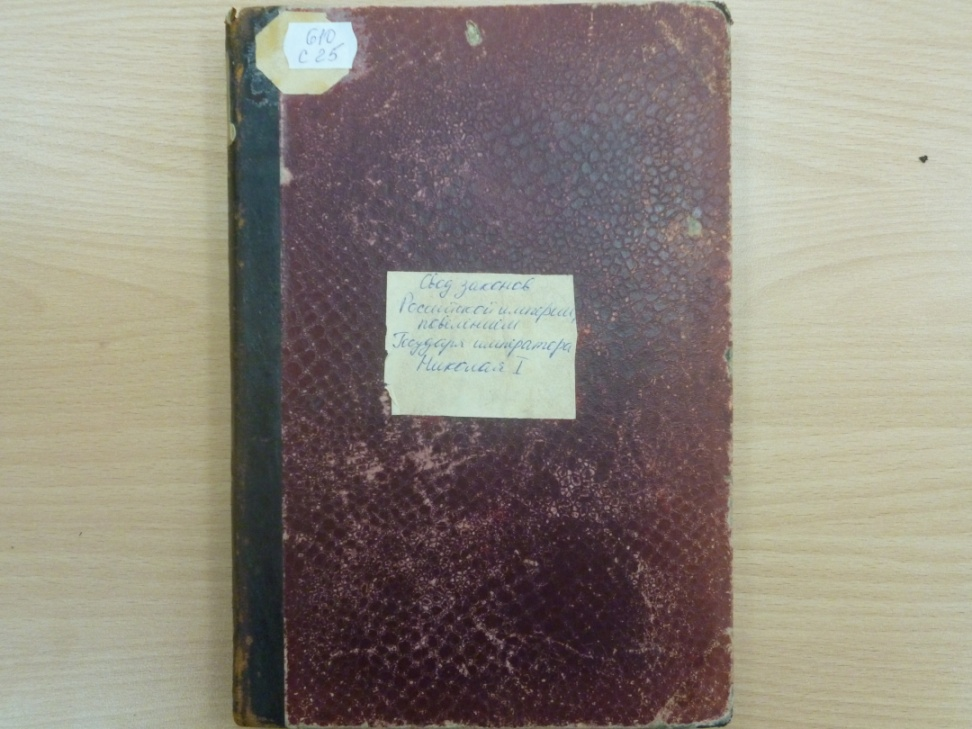 610
С 25
Свод законов
Российской империи,
повелением
Государя императора
Николая I